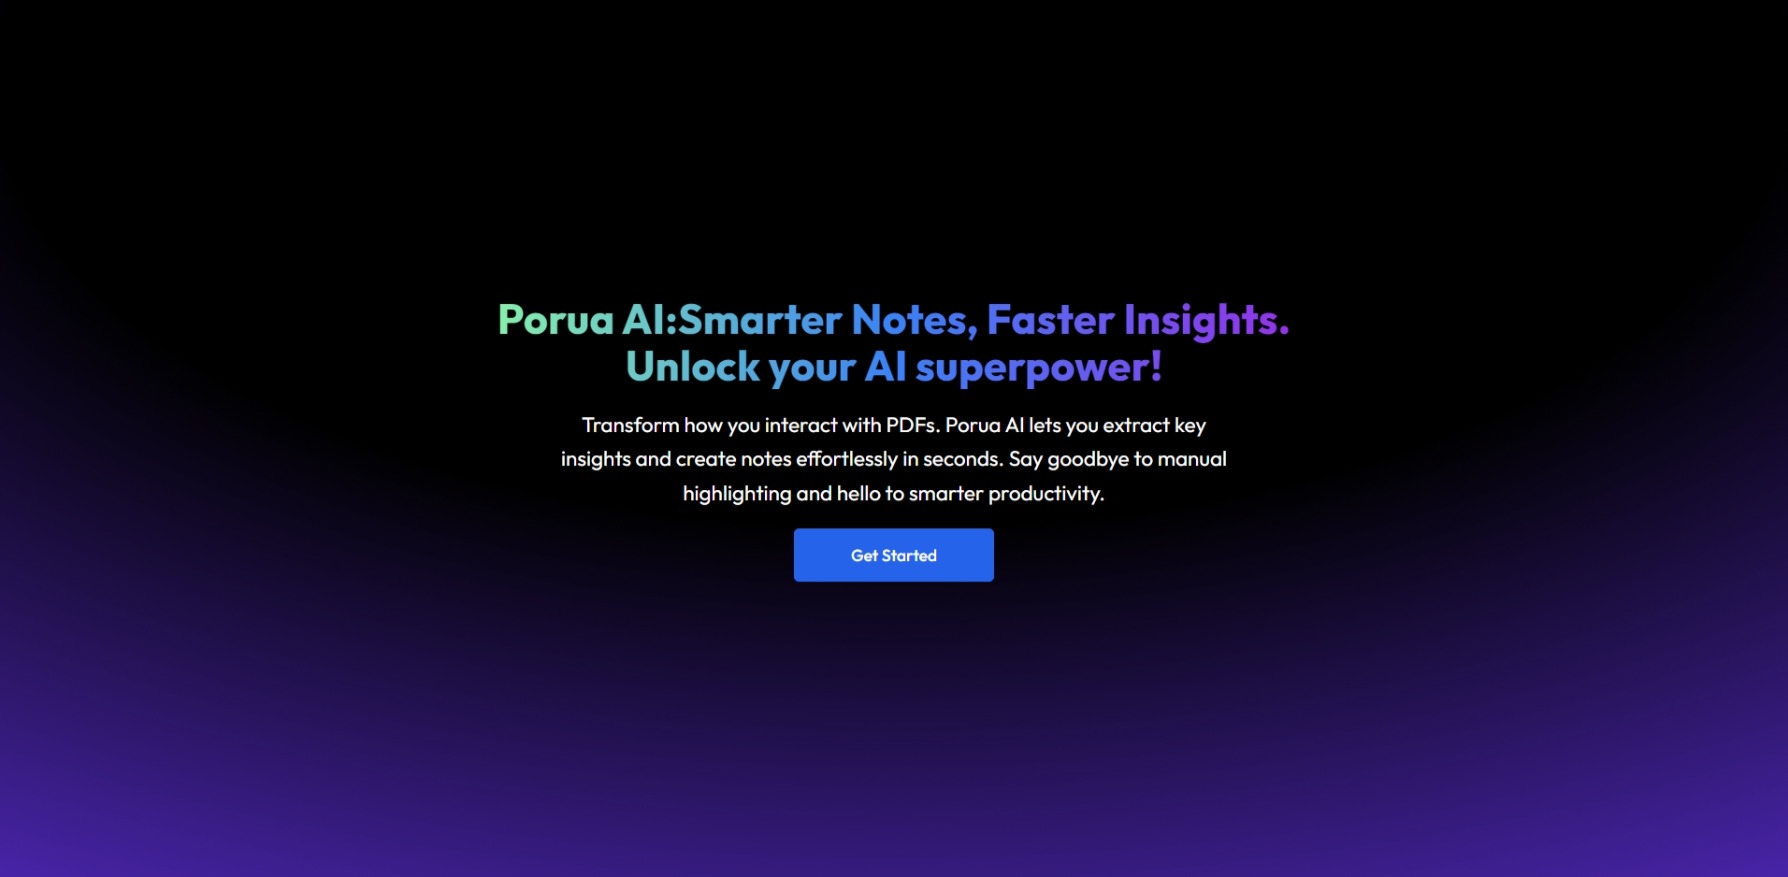 Porua AI:Smarter Notes, Faster Insights.
Unlock your AI superpower!
Transform how you interact with PDFs. Porua AI lets you extract key
insights and create notes effortlessly in seconds. Say goodbye to manual
highlighting and hello to smarter productivity.
Get Started